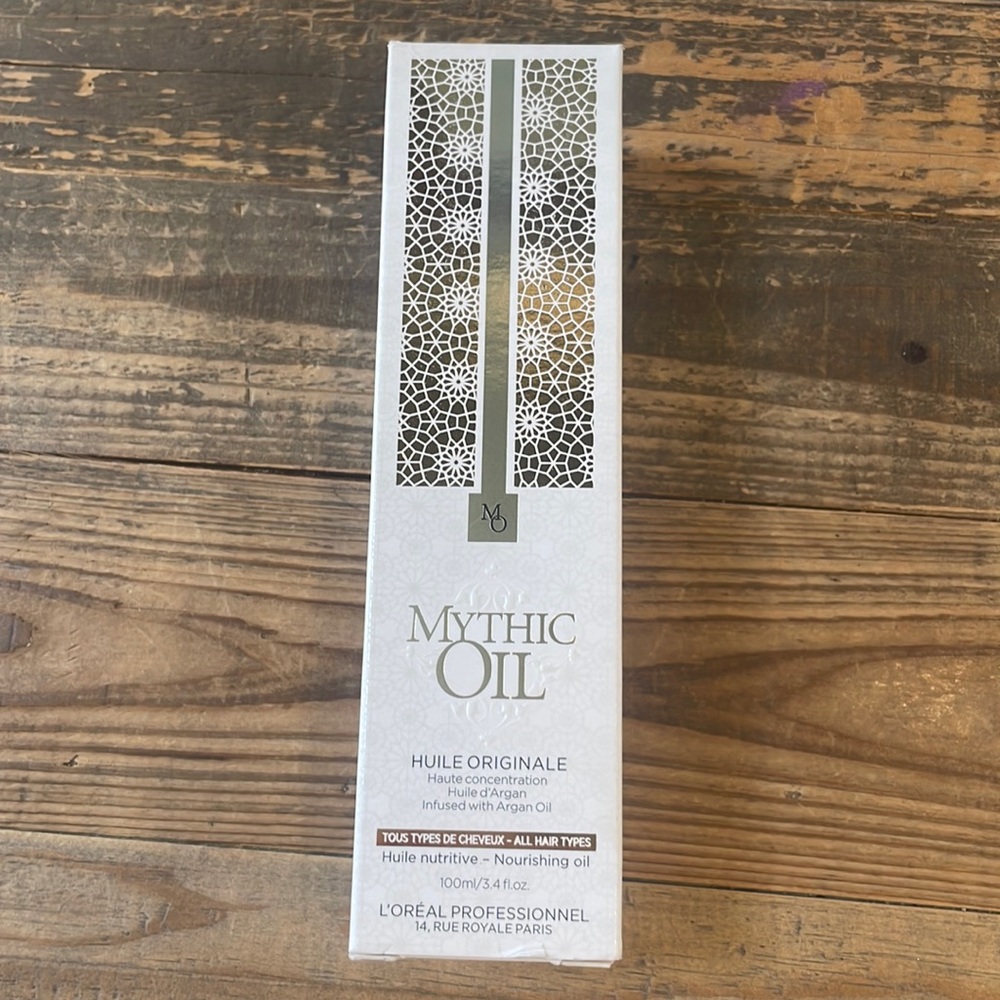 MO
MYTHIC
OIL
HUILE ORIGINALE
Haute concentration
Huile d'Argan
Infused with Argan Oil
TOUS TYPES DE CHEVEUX - ALL HAIR TYPES
Huile nutritive – Nourishing oil
100ml/3.4 fl.oz.
L'ORÉAL PROFESSIONNEL
14, RUE ROYALE PARIS